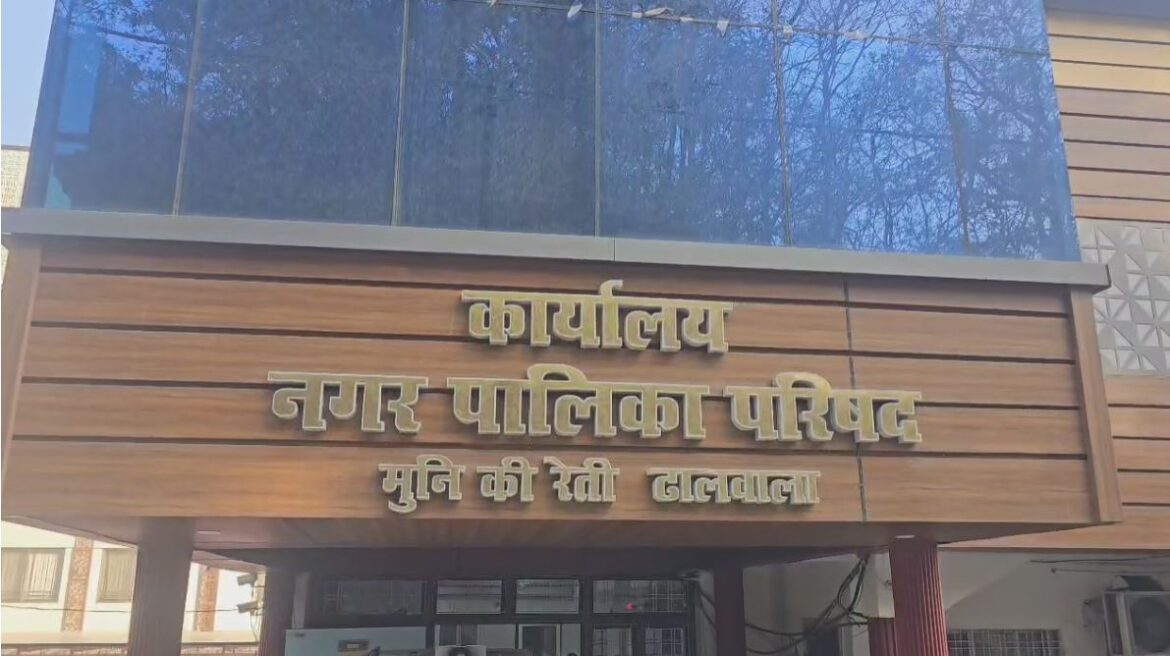 कार्यालय
नगर पालिका परिषद
मुनि की रेती ढालवाला